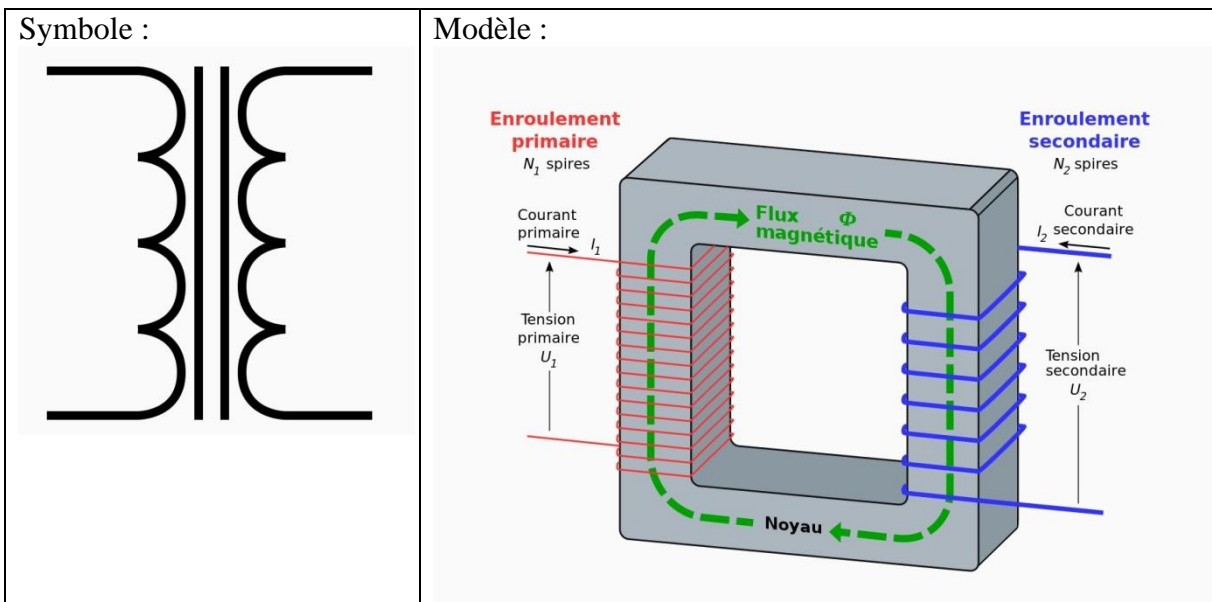 Symbole :
Modèle :
Enroulement
primaire
N1 spires
Enroulement
secondaire
N2 spires
Courant
primaire
I1
Flux Φ
magnétique
Courant
I2 secondaire
Tension
primaire
U1
Tension
secondaire
U2
Noyau